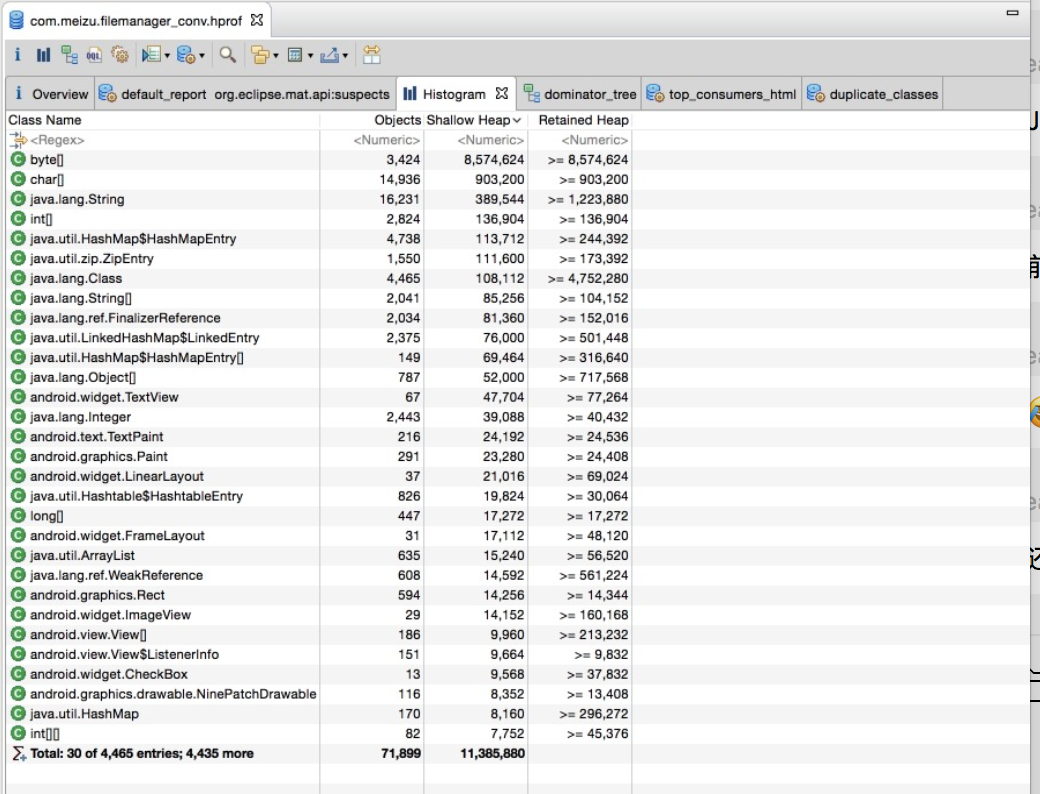 com.meizu.filemanager_conv.hprof
Overview default_report org.eclipse.mat.api:suspects Histogram dominator_tree top_consumers_html duplicate_classes
Class Name Objects Shallow Heap Retained Heap
<Regex> <Numeric> <Numeric> <Numeric>
byte[] 3,424 8,574,624 >= 8,574,624
char[] 14,936 903,200 >= 903,200
java.lang.String 16,231 389,544 >= 1,223,880
int[] 2,824 136,904 >= 136,904
java.util.HashMap$HashMapEntry 4,738 113,712 >= 244,392
java.util.zip.ZipEntry 1,550 111,600 >= 173,392
java.lang.Class 4,465 108,112 >= 4,752,280
java.lang.String[] 2,041 85,256 >= 104,152
java.lang.ref.FinalizerReference 2,034 81,360 >= 152,016
java.util.LinkedHashMap$LinkedEntry 2,375 76,000 >= 501,448
java.util.HashMap$HashMapEntry[] 149 69,464 >= 316,640
java.lang.Object[] 787 52,000 >= 717,568
android.widget.TextView 67 47,704 >= 77,264
java.lang.Integer 2,443 39,088 >= 40,432
android.text.TextPaint 216 24,192 >= 24,536
android.graphics.Paint 291 23,280 >= 24,408
android.widget.LinearLayout 37 21,016 >= 69,024
java.util.Hashtable$HashtableEntry 826 19,824 >= 30,064
long[] 447 17,272 >= 17,272
android.widget.FrameLayout 31 17,112 >= 48,120
java.util.ArrayList 635 15,240 >= 56,520
java.lang.ref.WeakReference 608 14,592 >= 561,224
android.graphics.Rect 594 14,256 >= 14,344
android.widget.ImageView 29 14,152 >= 160,168
android.view.View[] 186 9,960 >= 213,232
android.view.View$ListenerInfo 151 9,664 >= 9,832
android.widget.CheckBox 13 9,568 >= 37,832
android.graphics.drawable.NinePatchDrawable 116 8,352 >= 13,408
java.util.HashMap 170 8,160 >= 296,272
int[][] 82 7,752 >= 45,376
Total: 30 of 4,465 entries; 4,435 more 71,899 11,385,880